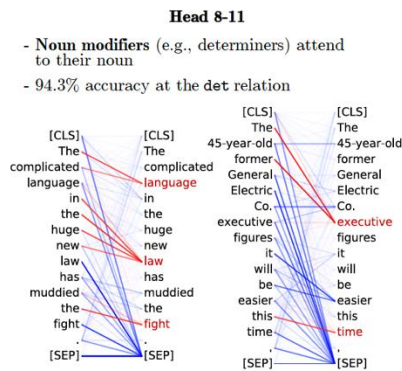 Head 8-11
- Noun modifiers (e.g., determiners) attend
to their noun
- 94.3% accuracy at the det relation
[CLS] [CLS]
The The
complicated complicated
language language
in in
the the
huge huge
new new
law law
has has
muddied muddied
the the
fight fight
. .
[SEP] [SEP]
[CLS] [CLS]
The The
45-year-old 45-year-old
former former
General General
Electric Electric
Co. Co.
executive executive
figures figures
it it
will will
be be
easier easier
this this
time time
. .
[SEP] [SEP]